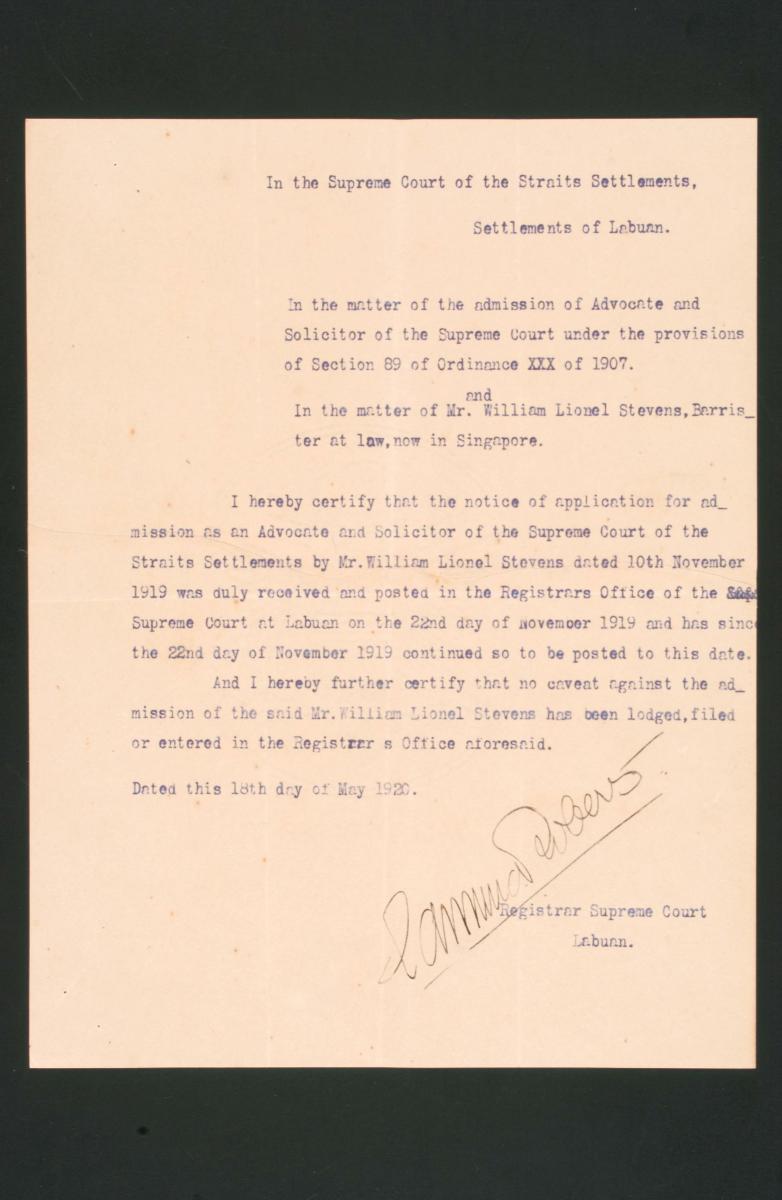 In the Supreme Court of the Straits Settlements,
Settlements of Labuan.
In the matter of the admission of Advocate and
Solicitor of the Supreme Court under the provisions
of Section 89 of Ordinance XXX of 1907.
and
In the matter of Mr. William Lionel Stevens,Barris_
ter at law,now in Singapore.
I hereby certify that the notice of application for ad_
mission as an Advocate and Solicitor of the Supreme Court of the
Straits Settlements by Mr.William Lionel Stevens dated 10th November
1919 was duly received and posted in the Registrars Office of the
Supreme Court at Labuan on the 22nd day of November 1919 and has since
the 22nd day of November 1919 continued so to be posted to this date.
And I hereby further certify that no caveat against the ad_
mission of the said Mr.William Lionel Stevens has been lodged,filed
or entered in the Registrar s Office aforesaid.
Dated this 18th day of May 1920.
Registrar Supreme Court
Labuan.